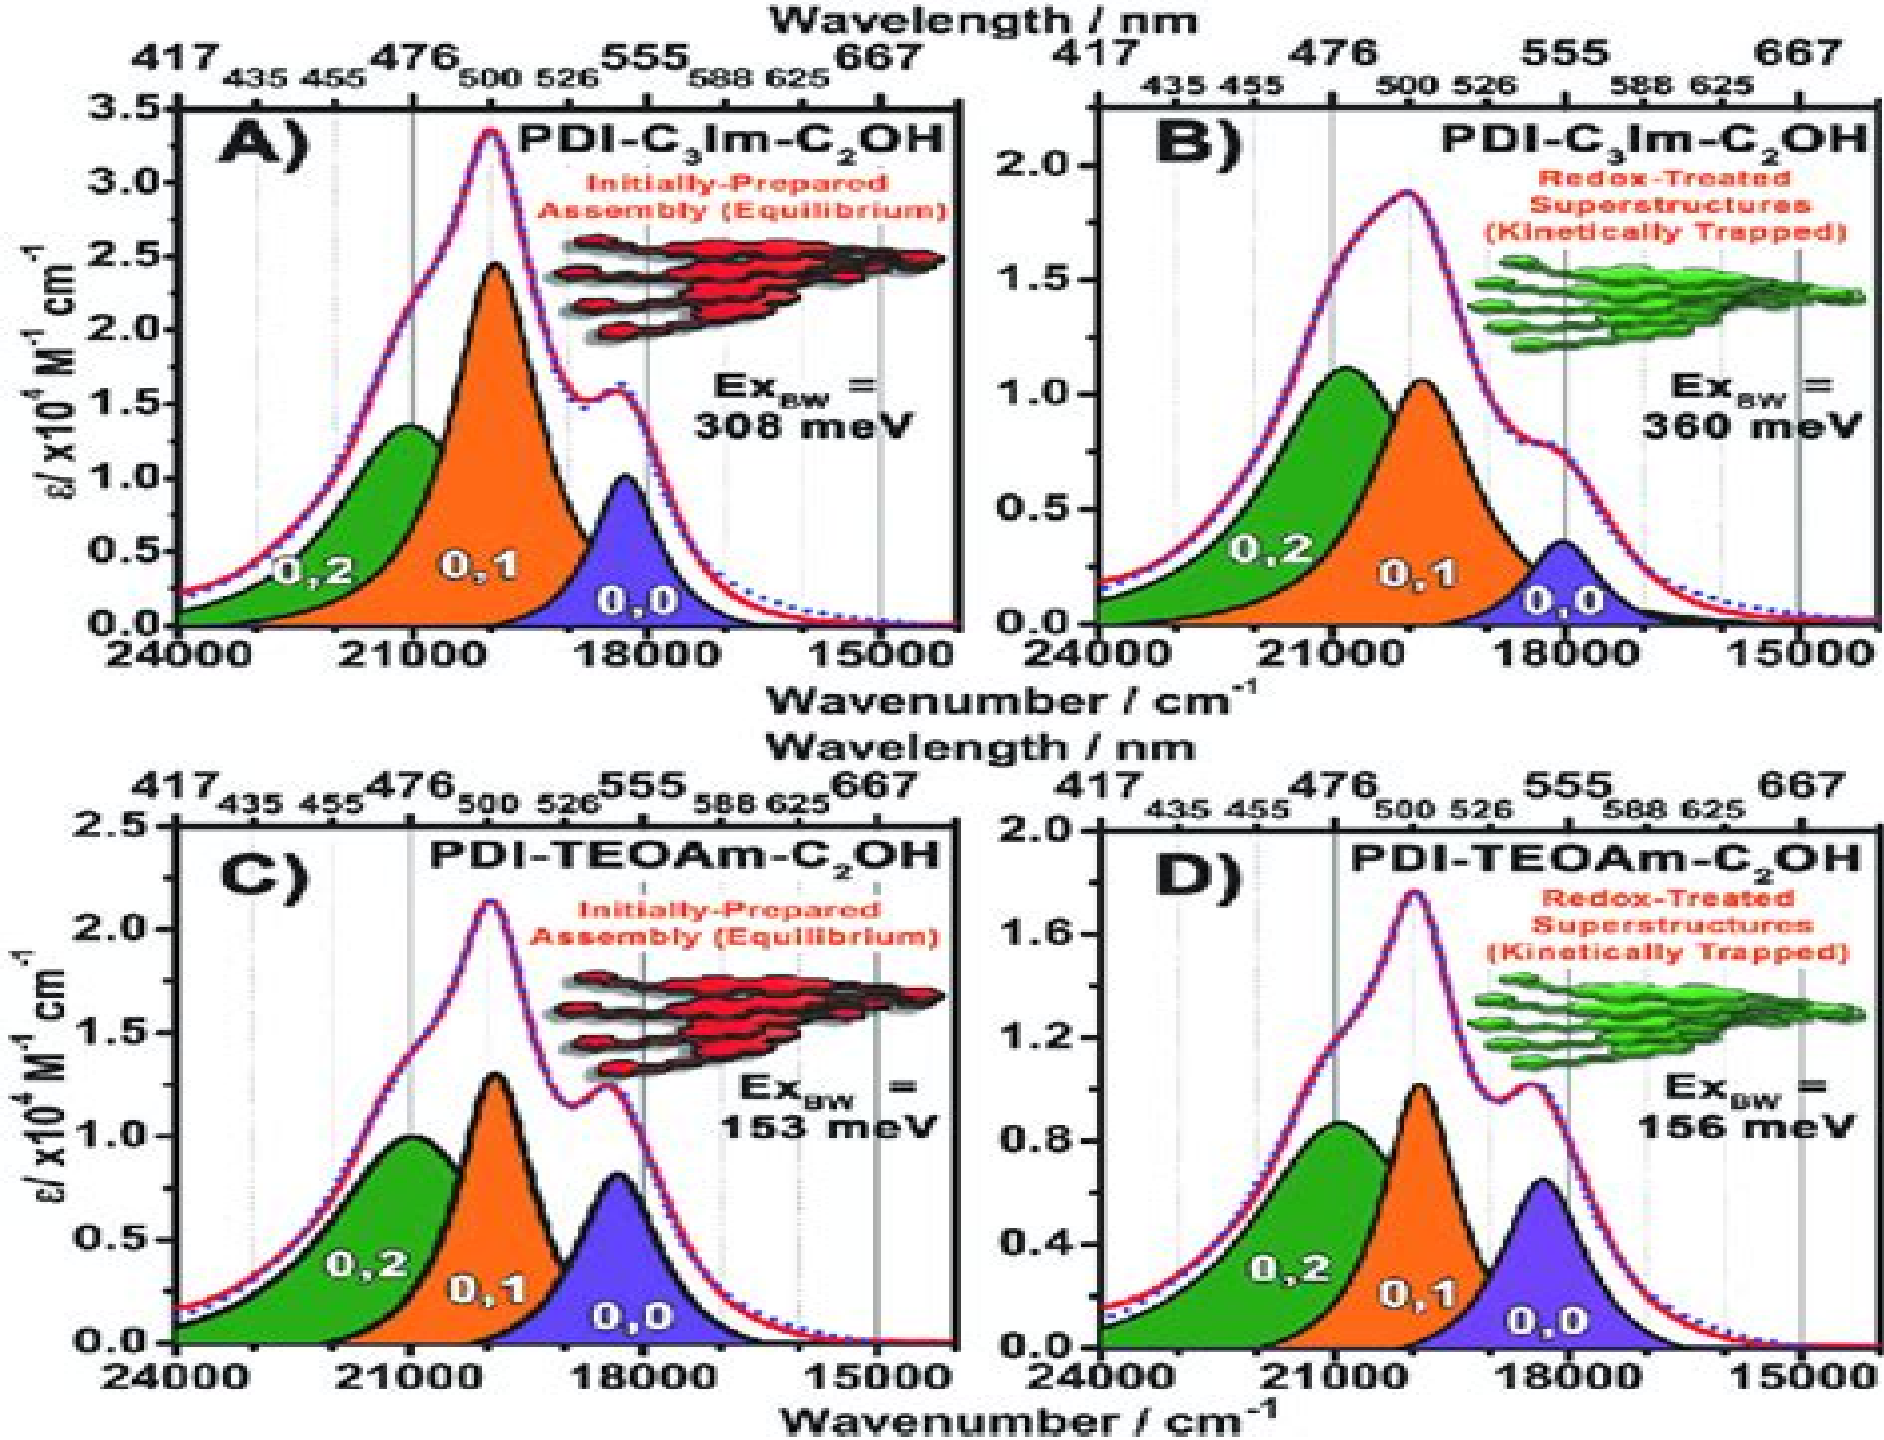 Wavelength / nm
417 435 455 476 500 526 555 588 625 667
417 435 455 476 500 526 555 588 625 667
A) PDI-C₃Im-C₂OH
Initially-Prepared
Assembly (Equilibrium)
Ex_BW =
308 meV
0,2 0,1 0,0
ε/ x10⁴ M⁻¹ cm⁻¹
3.5
3.0
2.5
2.0
1.5
1.0
0.5
0.0
24000 21000 18000 15000
B) PDI-C₃Im-C₂OH
Redox-Treated
Superstructures
(Kinetically Trapped)
Ex_BW =
360 meV
0,2 0,1 0,0
2.0
1.5
1.0
0.5
0.0
24000 21000 18000 15000
Wavenumber / cm⁻¹
Wavelength / nm
417 435 455 476 500 526 555 588 625 667
417 435 455 476 500 526 555 588 625 667
C) PDI-TEOAm-C₂OH
Initially-Prepared
Assembly (Equilibrium)
Ex_BW =
153 meV
0,2 0,1 0,0
ε/ x10⁴ M⁻¹ cm⁻¹
2.5
2.0
1.5
1.0
0.5
0.0
24000 21000 18000 15000
D) PDI-TEOAm-C₂OH
Redox-Treated
Superstructures
(Kinetically Trapped)
Ex_BW =
156 meV
0,2 0,1 0,0
2.0
1.6
1.2
0.8
0.4
0.0
24000 21000 18000 15000
Wavenumber / cm⁻¹